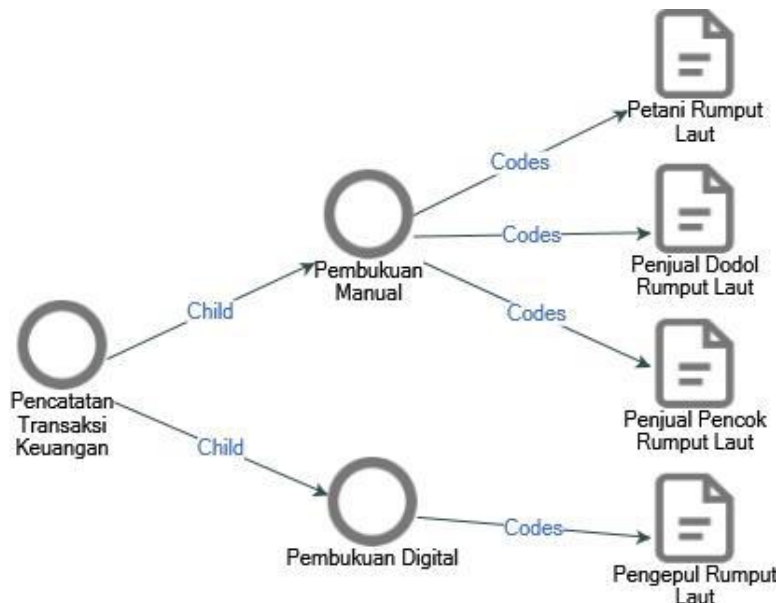 Petani Rumput
Laut
Codes
Pembukuan
Manual
Codes
Penjual Dodol
Rumput Laut
Child
Codes
Pencatatan
Transaksi
Keuangan
Penjual Pencok
Rumput Laut
Child
Pembukuan Digital
Codes
Pengepul Rumput
Laut